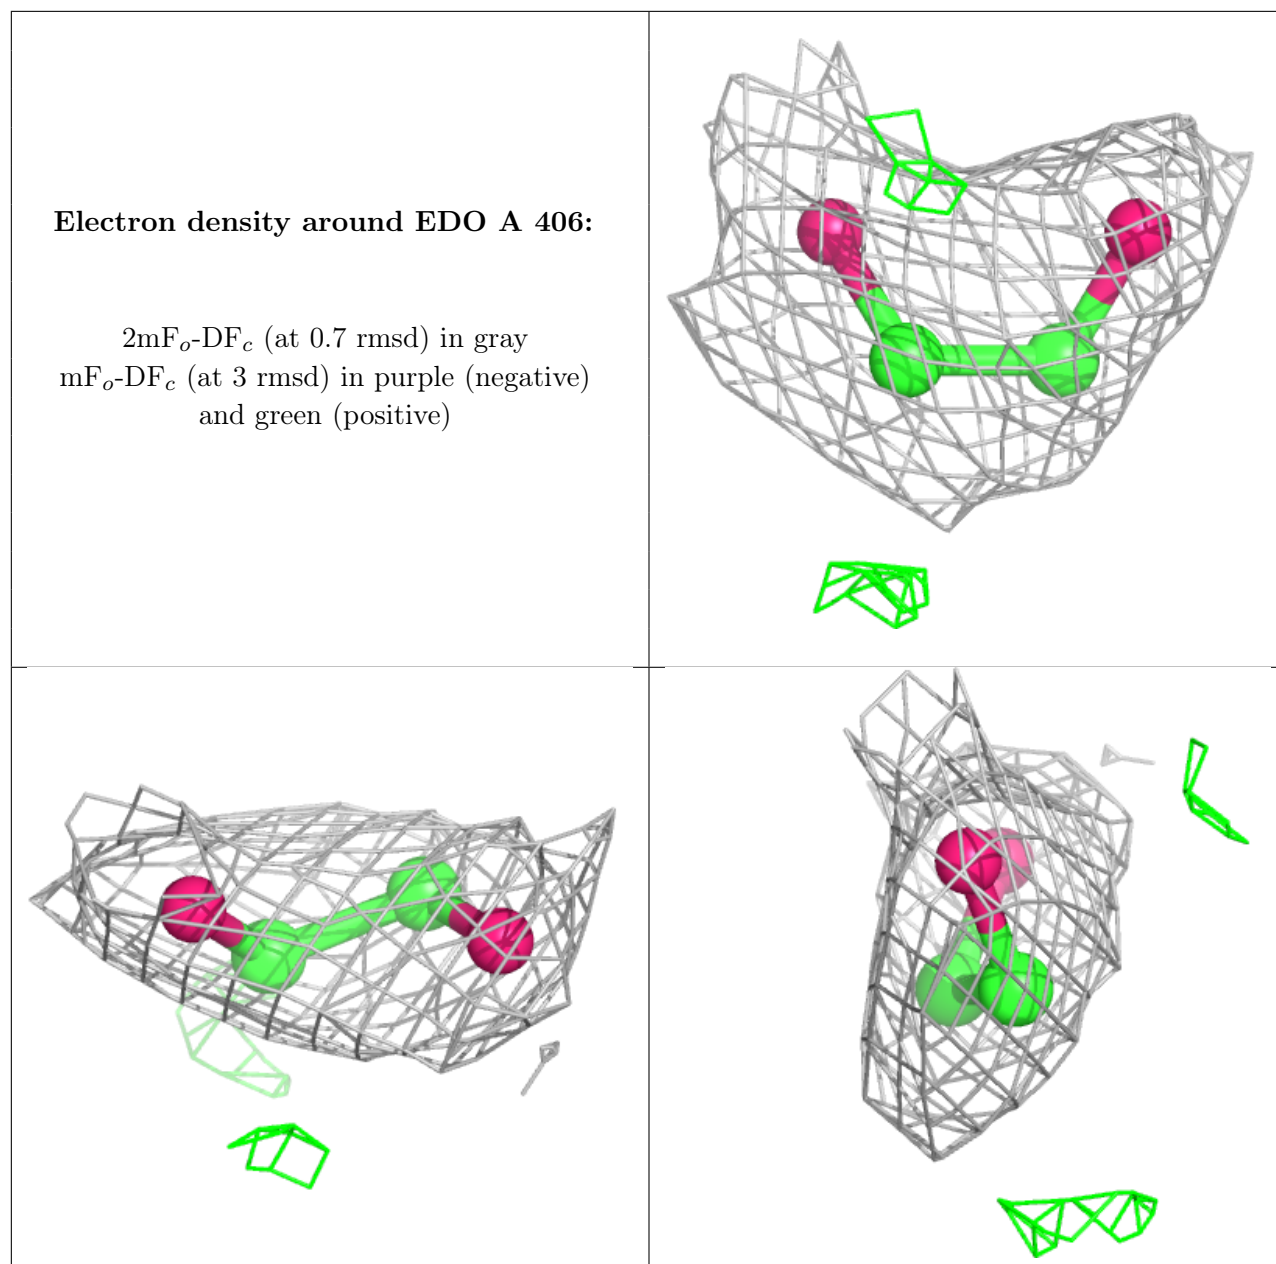 Electron density around EDO A 406:
2mFₒ-DF𝒸 (at 0.7 rmsd) in gray
mFₒ-DF𝒸 (at 3 rmsd) in purple (negative)
and green (positive)